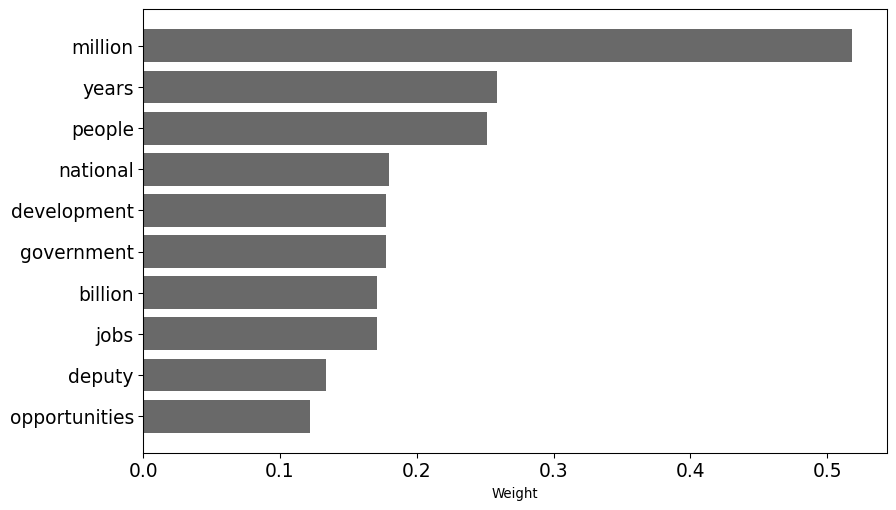 million
years
people
national
development
government
billion
jobs
deputy
opportunities
0.0 0.1 0.2 0.3 0.4 0.5
Weight